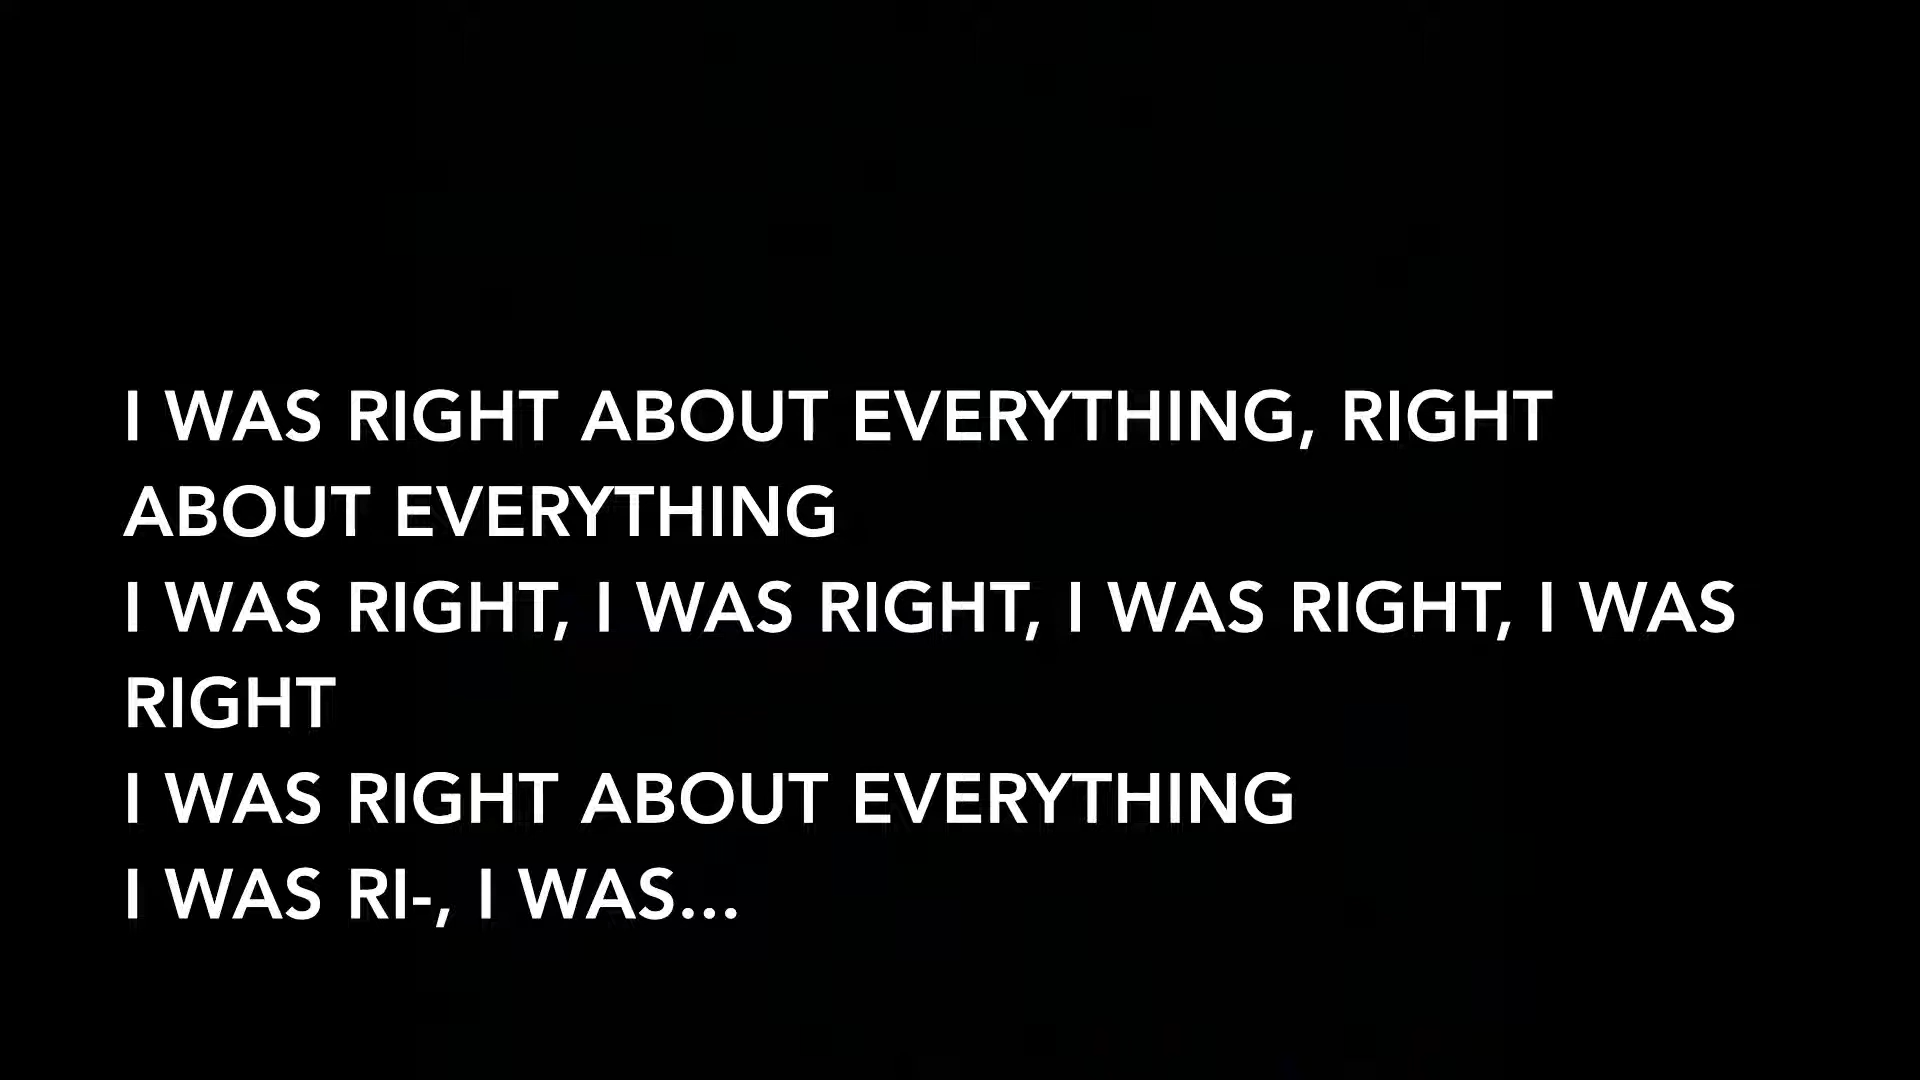 I WAS RIGHT ABOUT EVERYTHING, RIGHT
ABOUT EVERYTHING
I WAS RIGHT, I WAS RIGHT, I WAS RIGHT, I WAS
RIGHT
I WAS RIGHT ABOUT EVERYTHING
I WAS RI-, I WAS...